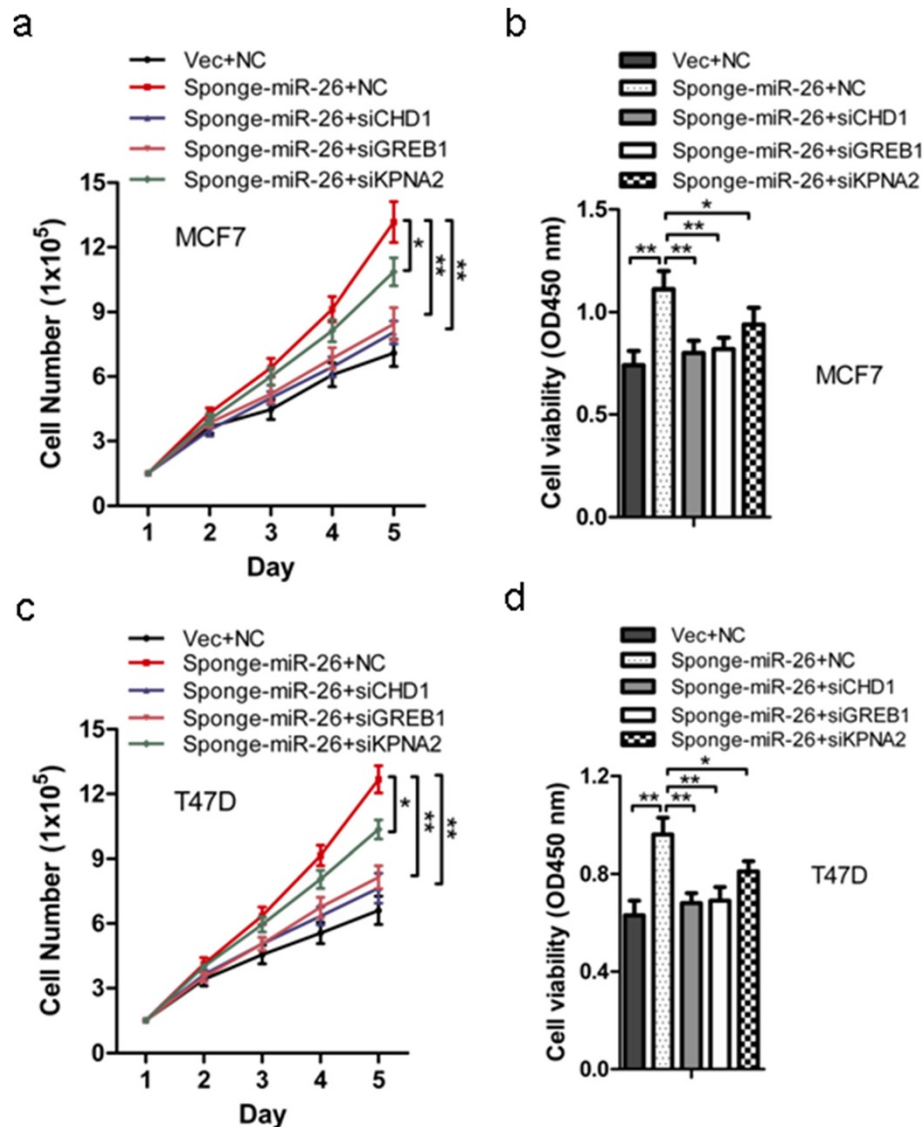 a
Vec+NC
Sponge-miR-26+NC
Sponge-miR-26+siCHD1
Sponge-miR-26+siGREB1
Sponge-miR-26+siKPNA2
MCF7
Cell Number (1x10⁵)
15
12
9
6
3
0
1 2 3 4 5
Day
*
**
**
b
Vec+NC
Sponge-miR-26+NC
Sponge-miR-26+siCHD1
Sponge-miR-26+siGREB1
Sponge-miR-26+siKPNA2
*
**
** **
Cell viability (OD450 nm)
1.5
1.0
0.5
0.0
MCF7
c
Vec+NC
Sponge-miR-26+NC
Sponge-miR-26+siCHD1
Sponge-miR-26+siGREB1
Sponge-miR-26+siKPNA2
T47D
Cell Number (1x10⁵)
15
12
9
6
3
0
1 2 3 4 5
Day
*
**
**
d
Vec+NC
Sponge-miR-26+NC
Sponge-miR-26+siCHD1
Sponge-miR-26+siGREB1
Sponge-miR-26+siKPNA2
*
**
** **
Cell viability (OD450 nm)
1.2
0.8
0.4
0.0
T47D